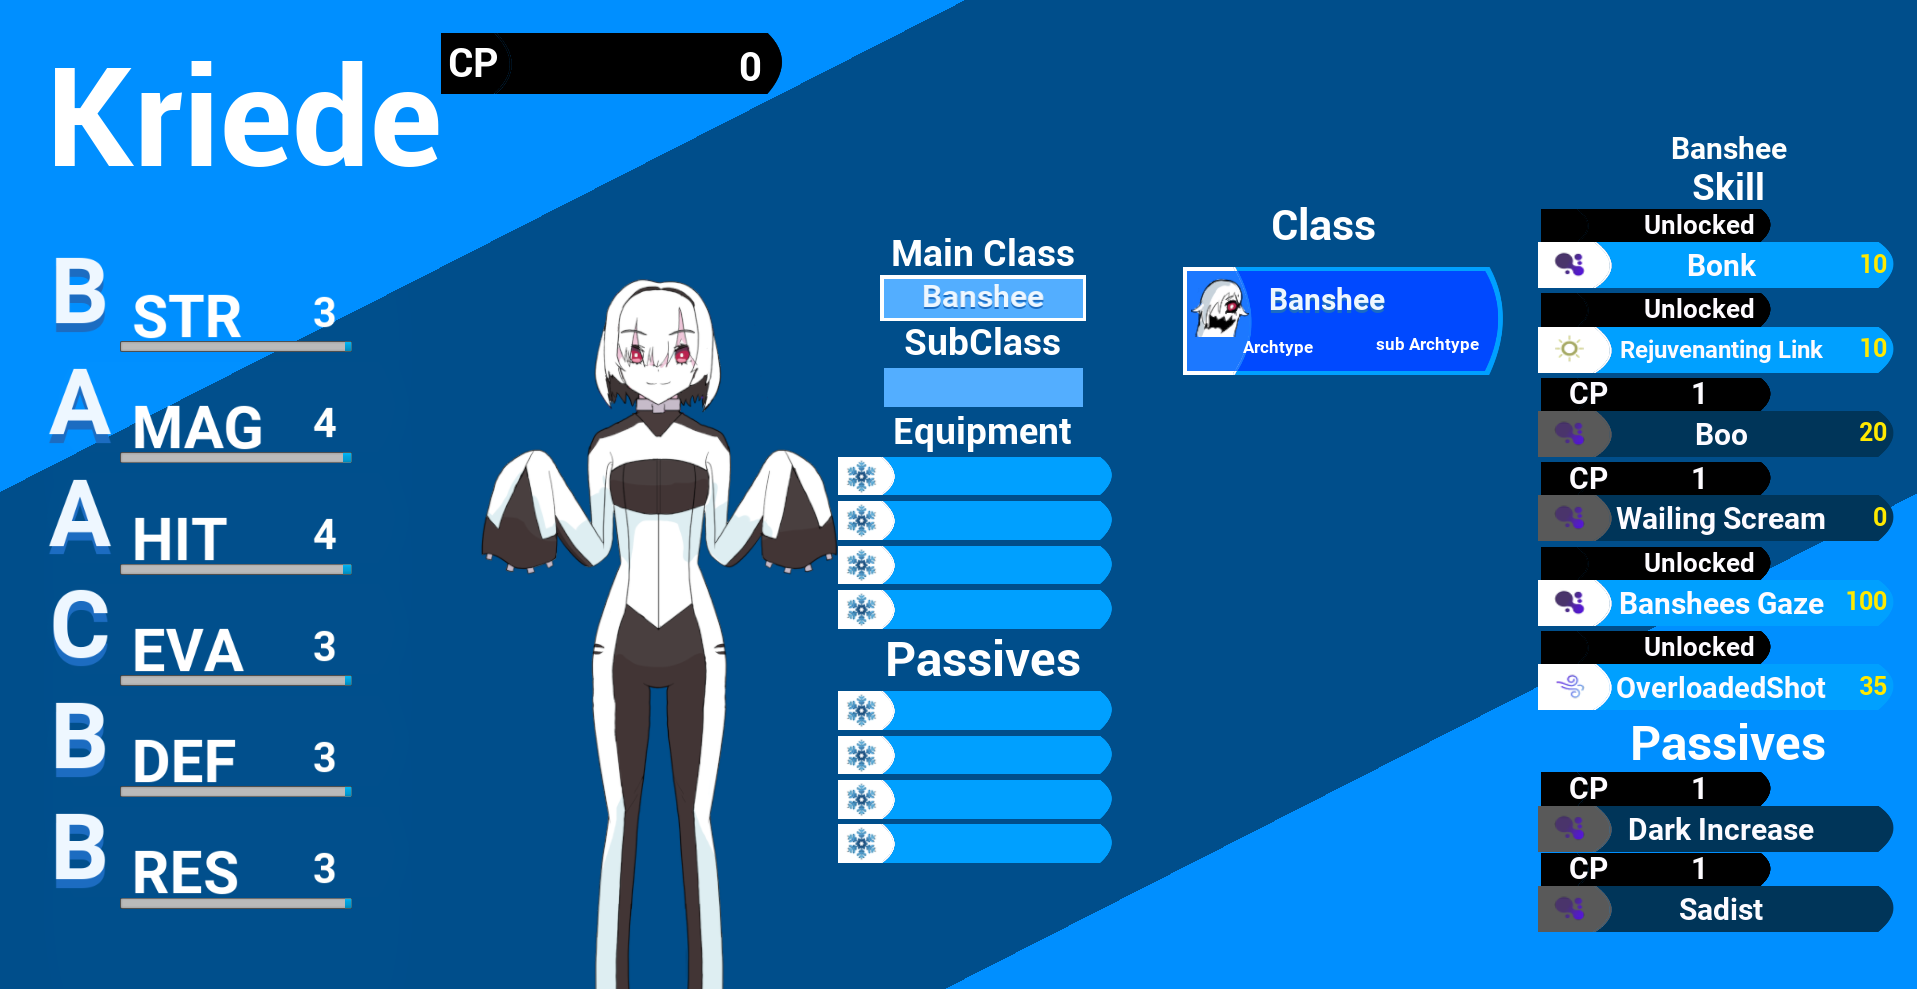 Kriede
CP 0
B STR 3
A MAG 4
A HIT 4
C EVA 3
B DEF 3
B RES 3
Main Class
Banshee
SubClass
Equipment
Passives
Class
Banshee
Archtype sub Archtype
Banshee
Skill
Unlocked
Bonk 10
Unlocked
Rejuvenanting Link 10
CP 1
Boo 20
CP 1
Wailing Scream 0
Unlocked
Banshees Gaze 100
Unlocked
OverloadedShot 35
Passives
CP 1
Dark Increase
CP 1
Sadist